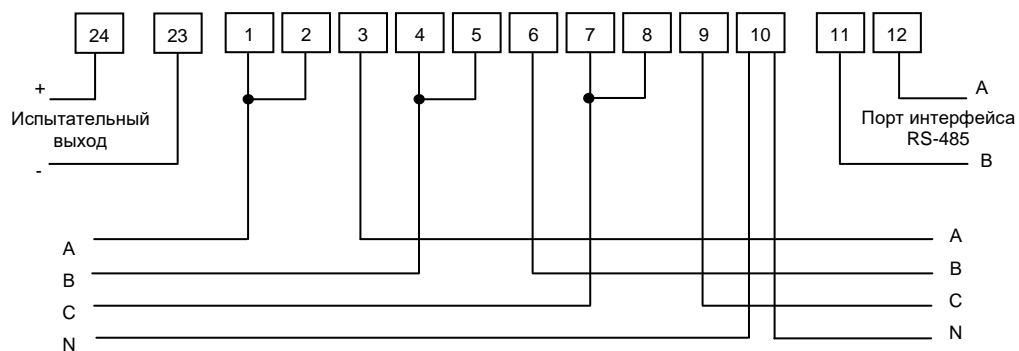 24 23 1 2 3 4 5 6 7 8 9 10 11 12
+
Испытательный
выход
-
A
Порт интерфейса
RS-485
B
A
B
C
N
A
B
C
N